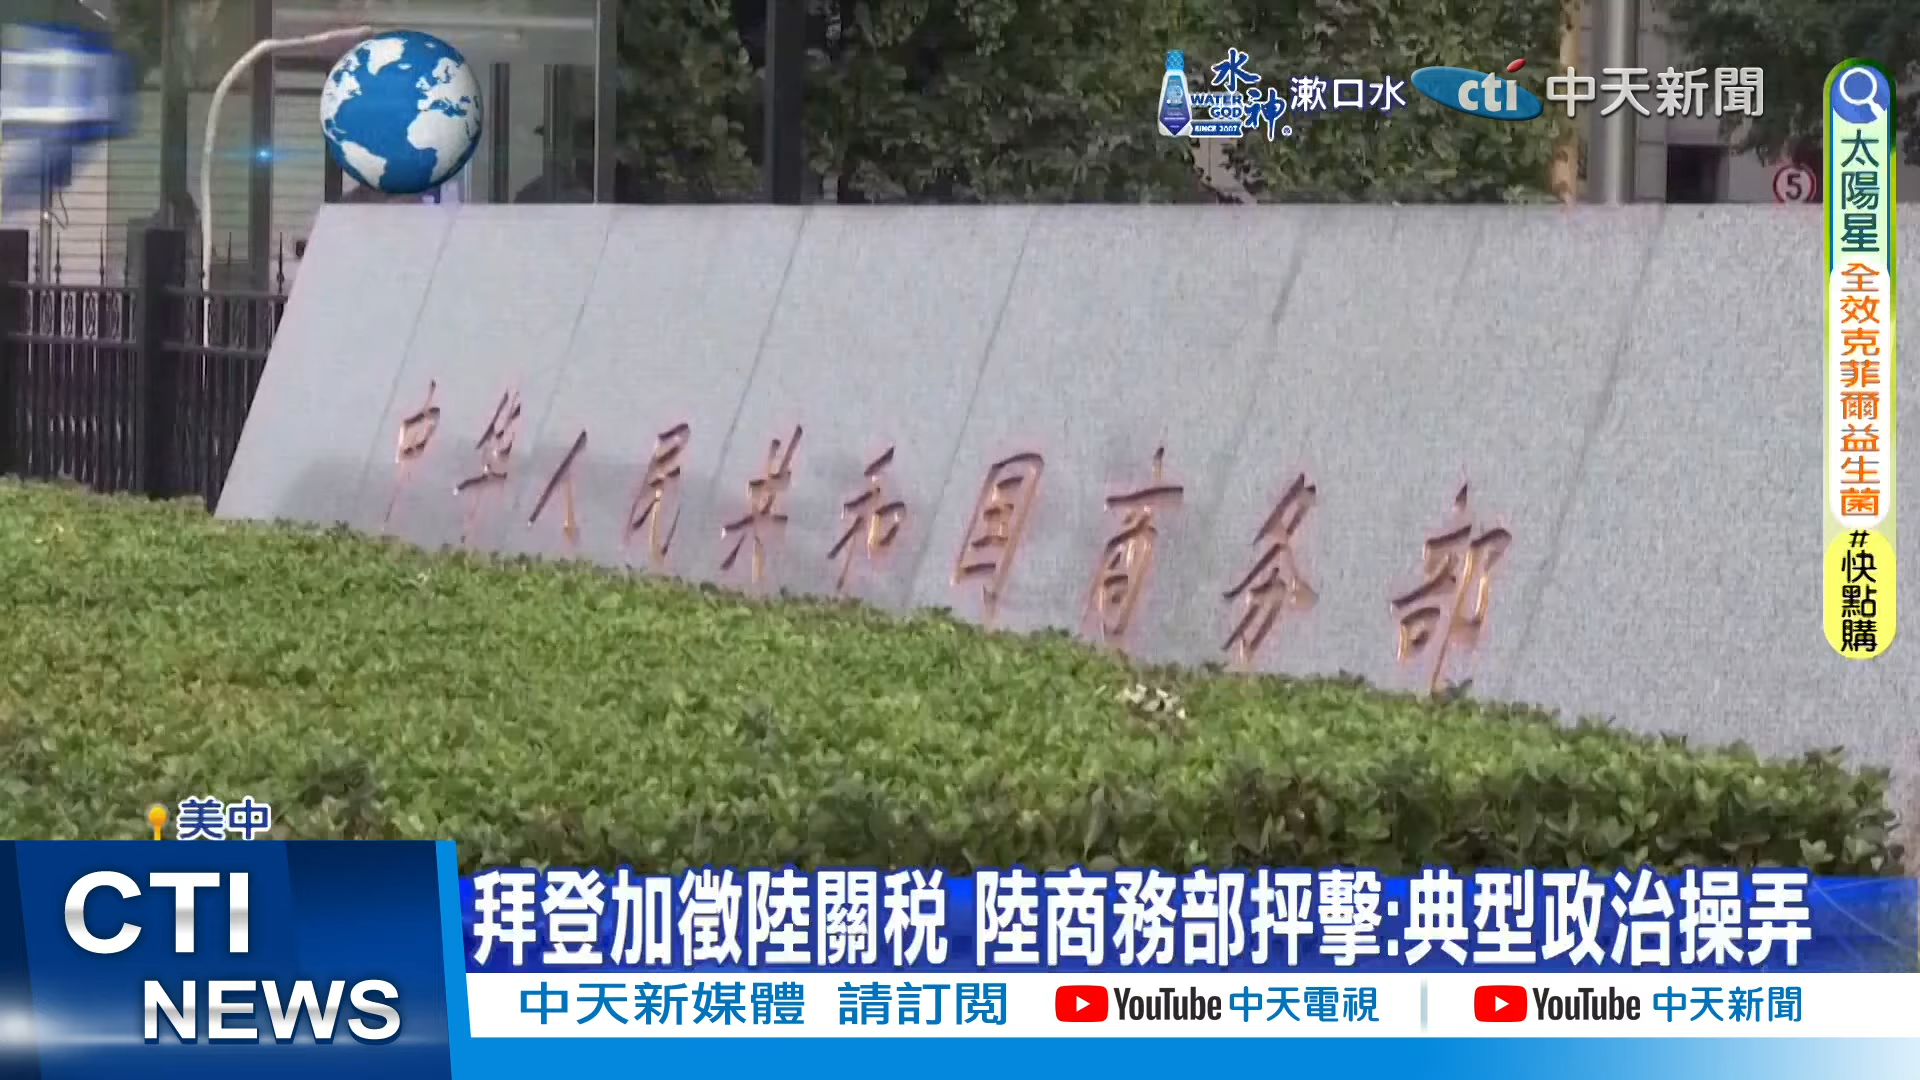 水神
WATER GOD
SINCE 2007
漱口水
cti 中天新聞
5
太陽星
全效克菲爾益生菌
#快點購
中华人民共和国商务部
美中
CTI NEWS
拜登加徵陸關稅 陸商務部抨擊:典型政治操弄
中天新媒體 請訂閱 YouTube 中天電視 | YouTube 中天新聞